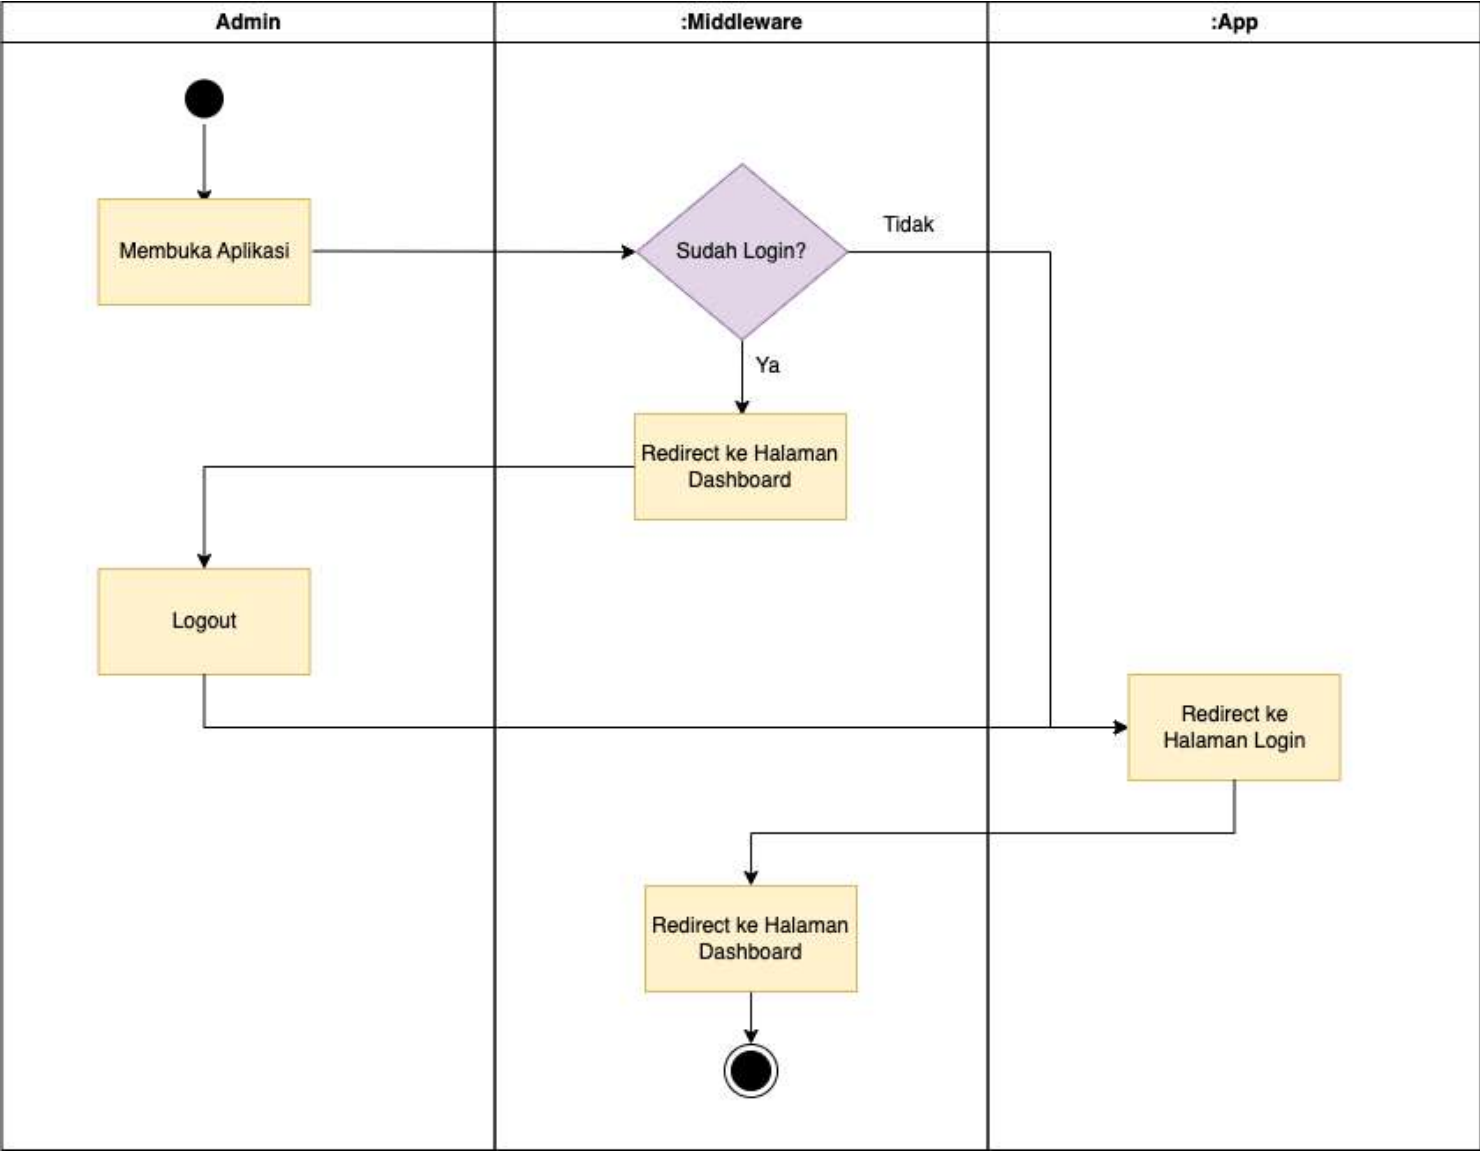 Admin
:Middleware
:App
Membuka Aplikasi
Sudah Login?
Tidak
Ya
Redirect ke Halaman
Dashboard
Logout
Redirect ke
Halaman Login
Redirect ke Halaman
Dashboard